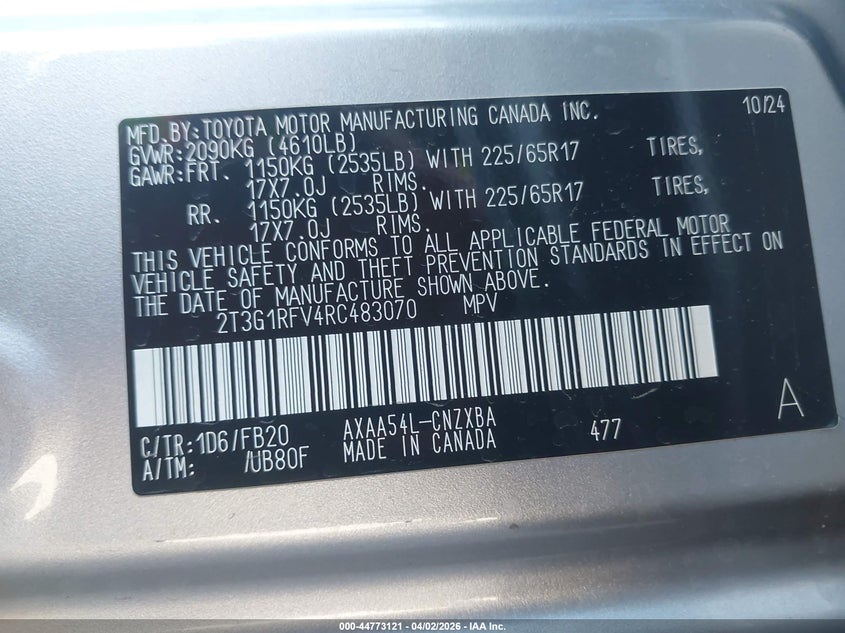 MFD.BY:TOYOTA MOTOR MANUFACTURING CANADA INC. 10/24
GVWR:2090KG (4610LB)
GAWR:FRT. 1150KG (2535LB) WITH 225/65R17 TIRES,
17X7.0J RIMS.
RR. 1150KG (2535LB) WITH 225/65R17 TIRES,
17X7.0J RIMS.
THIS VEHICLE CONFORMS TO ALL APPLICABLE FEDERAL MOTOR
VEHICLE SAFETY AND THEFT PREVENTION STANDARDS IN EFFECT ON
THE DATE OF MANUFACTURE SHOWN ABOVE.
2T3G1RFV4RC483070 MPV
A
C/TR:1D6/FB20 AXAA54L-CNZXBA 477
A/TM: /UB80F MADE IN CANADA
000-44773121 - 04/02/2026 - IAA Inc.